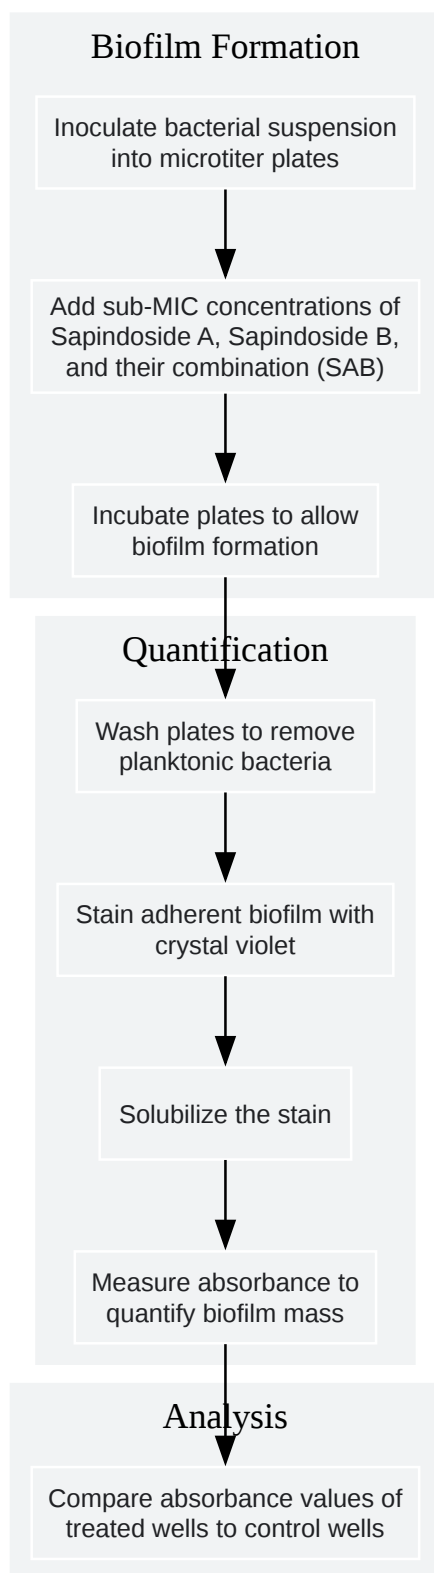 Biofilm Formation
Inoculate bacterial suspension
into microtiter plates
Add sub-MIC concentrations of
Sapindoside A, Sapindoside B,
and their combination (SAB)
Incubate plates to allow
biofilm formation
Quantification
Wash plates to remove
planktonic bacteria
Stain adherent biofilm with
crystal violet
Solubilize the stain
Measure absorbance to
quantify biofilm mass
Analysis
Compare absorbance values of
treated wells to control wells